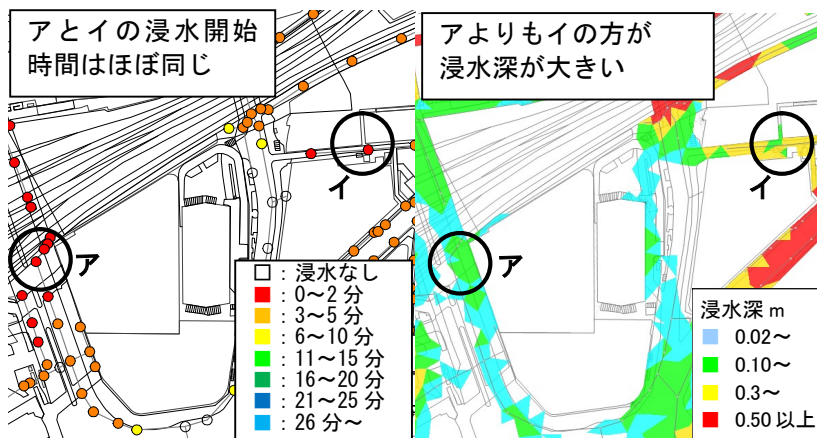 アとイの浸水開始
時間はほぼ同じ
イ
ア
：浸水なし
：0～2 分
：3～5 分
：6～10 分
：11～15 分
：16～20 分
：21～25 分
：26 分～
アよりもイの方が
浸水深が大きい
イ
ア
浸水深 m
0.02～
0.10～
0.3～
0.50 以上